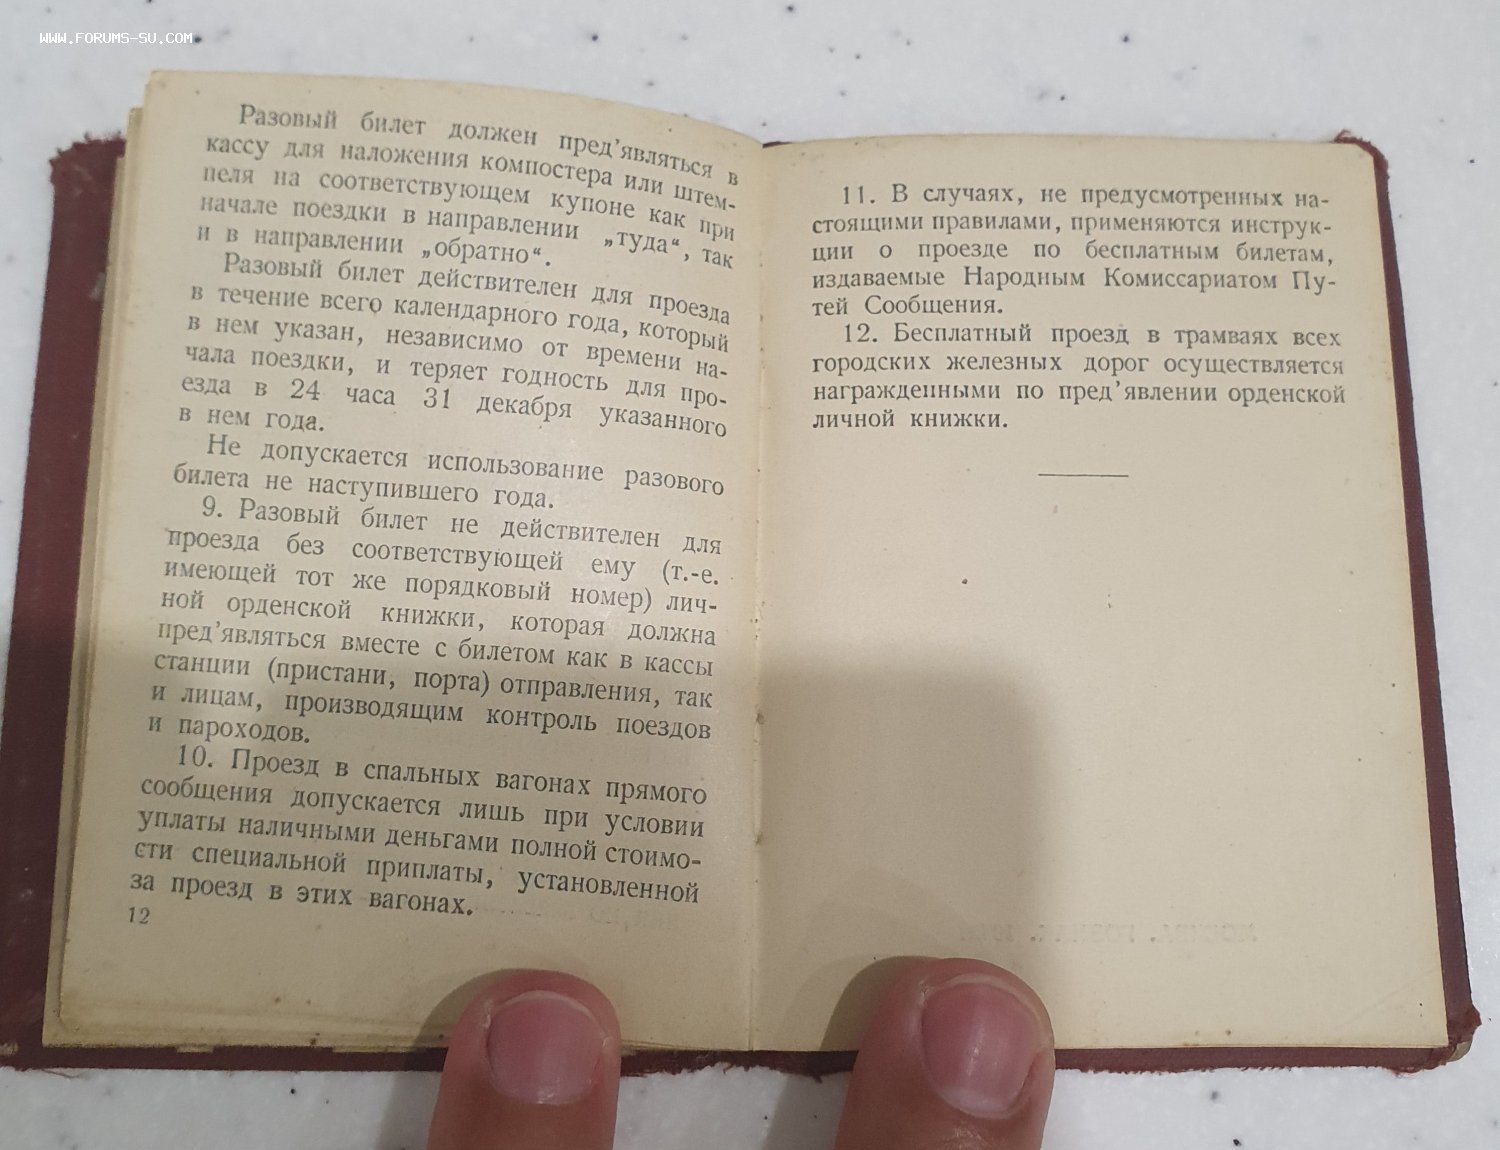 WWW.FORUMS-SU.COM
Разовый билет должен пред'являться в
кассу для наложения компостера или штем-
пеля на соответствующем купоне как при
начале поездки в направлении „туда“, так
и в направлении „обратно“.
Разовый билет действителен для проезда
в течение всего календарного года, который
в нем указан, независимо от времени на-
чала поездки, и теряет годность для про-
езда в 24 часа 31 декабря указанного
в нем года.
Не допускается использование разового
билета не наступившего года.
9. Разовый билет не действителен для
проезда без соответствующей ему (т.-е.
имеющей тот же порядковый номер) лич-
ной орденской книжки, которая должна
пред'являться вместе с билетом как в кассы
станции (пристани, порта) отправления, так
и лицам, производящим контроль поездов
и пароходов.
10. Проезд в спальных вагонах прямого
сообщения допускается лишь при условии
уплаты наличными деньгами полной стоимо-
сти специальной приплаты, установленной
за проезд в этих вагонах.
12
11. В случаях, не предусмотренных на-
стоящими правилами, применяются инструк-
ции о проезде по бесплатным билетам,
издаваемые Народным Комиссариатом Пу-
тей Сообщения.
12. Бесплатный проезд в трамваях всех
городских железных дорог осуществляется
награжденными по пред'явлении орденской
личной книжки.